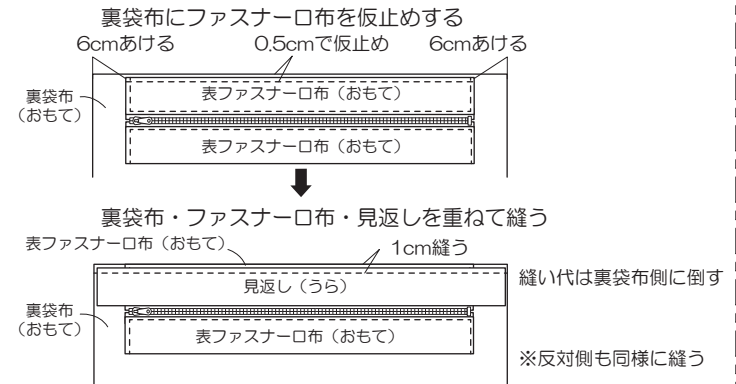 裏袋布にファスナー口布を仮止めする
6cmあける
0.5cmで仮止め
6cmあける
裏袋布
（おもて）
表ファスナー口布（おもて）
表ファスナー口布（おもて）
裏袋布・ファスナー口布・見返しを重ねて縫う
表ファスナー口布（おもて）
1cm縫う
見返し（うら）
縫い代は裏袋布側に倒す
裏袋布
（おもて）
表ファスナー口布（おもて）
※反対側も同様に縫う